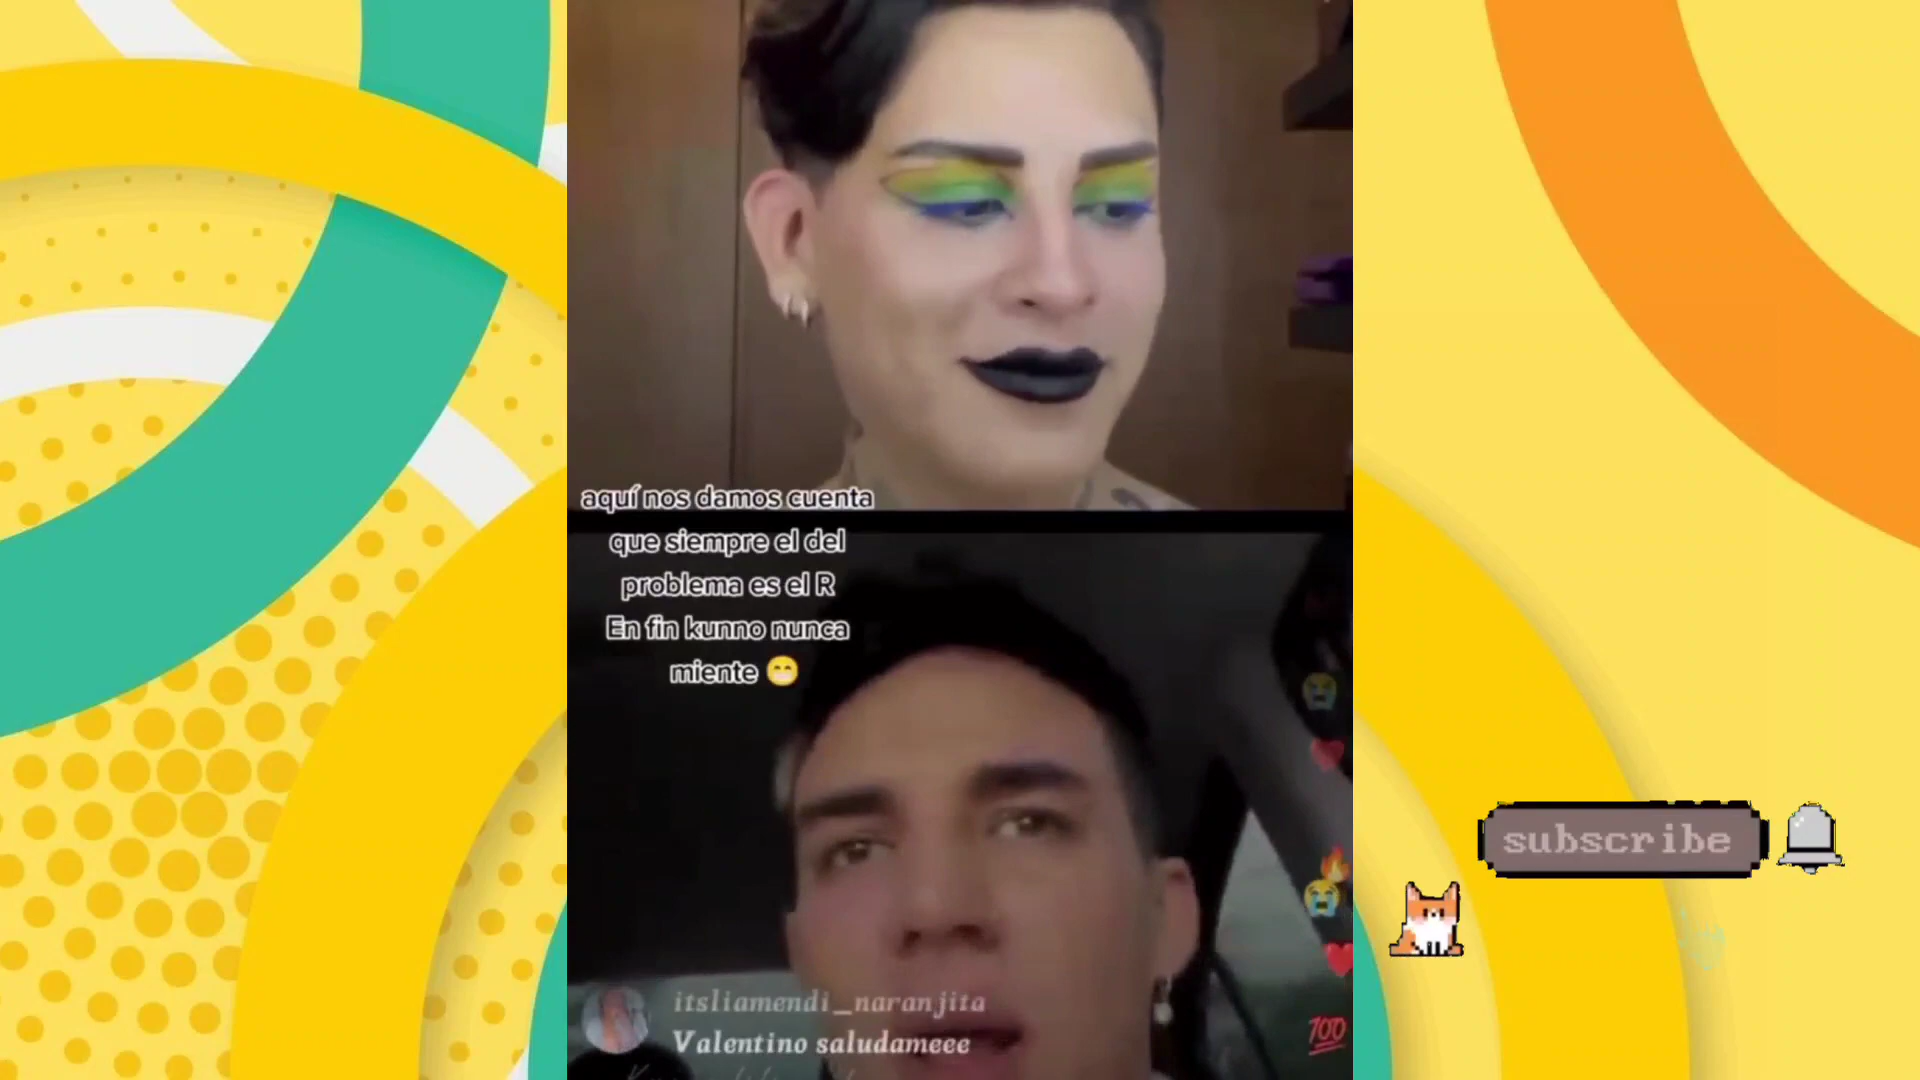 aquí nos damos cuenta
que siempre el del
problema es el R
En fin kunno nunca
miente 😁
subscribe
itsliamendi_naranjita
Valentino saludameee